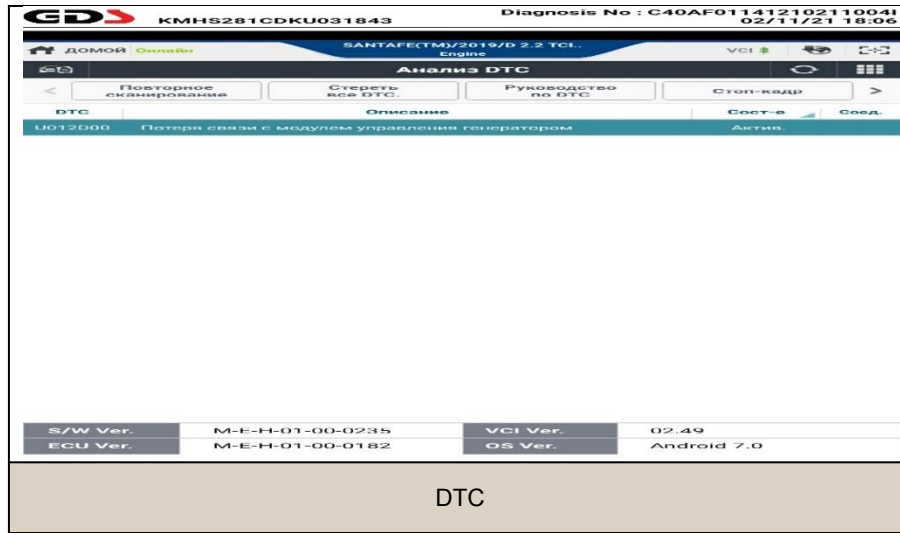 GDS
KMHS281CDKU031843
Diagnosis No : C40AF01141210211004I
02/11/21 18:06
ДОМОЙ Онлайн
SANTAFE(TM)/2019/D 2.2 TCI..
Engine
VCI
Анализ DTC
< Повторное сканирование
Стереть все DTC.
Руководство по DTC
Стоп-кадр >
DTC Описание Сост-е Соед.
U012D00 Потеря связи с модулем управления генератором Актив.
S/W Ver. M-E-H-01-00-0235 VCI Ver. 02.49
ECU Ver. M-E-H-01-00-0182 OS Ver. Android 7.0
DTC